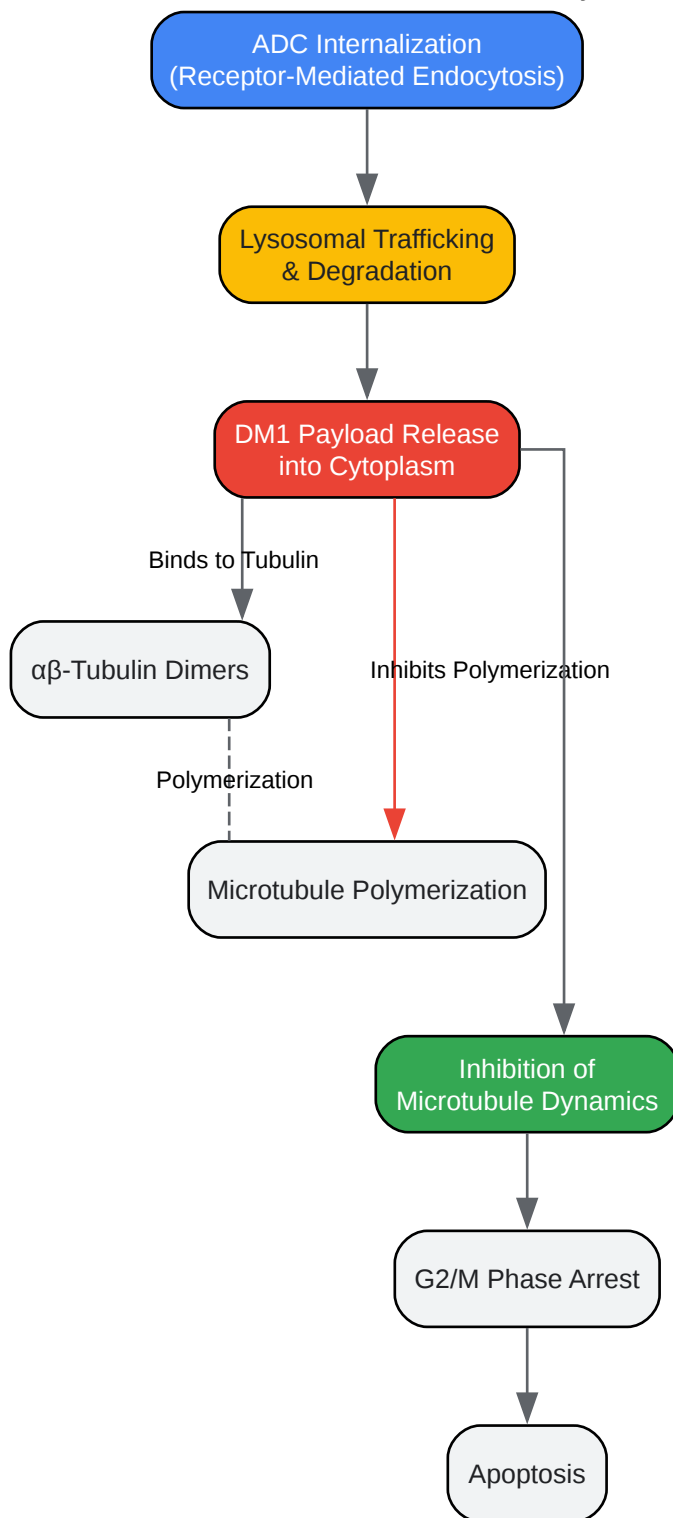 ADC Internalization
(Receptor-Mediated Endocytosis)
Lysosomal Trafficking
& Degradation
DM1 Payload Release
into Cytoplasm
Binds to Tubulin
αβ-Tubulin Dimers
Inhibits Polymerization
Polymerization
Microtubule Polymerization
Inhibition of
Microtubule Dynamics
G2/M Phase Arrest
Apoptosis